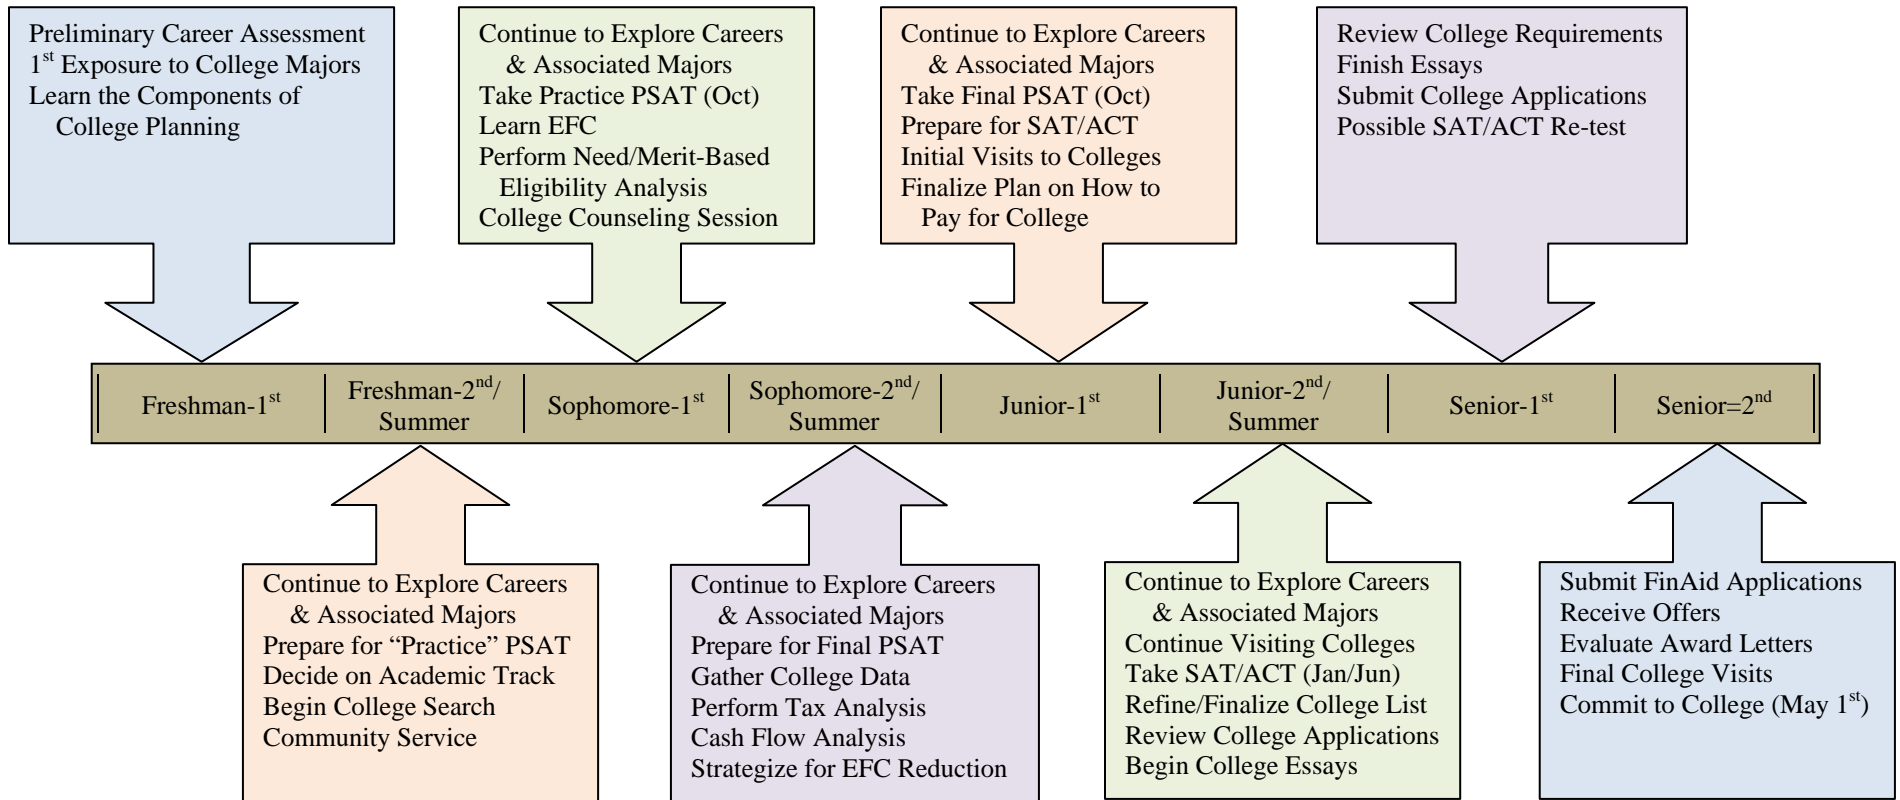 Preliminary Career Assessment
1st Exposure to College Majors
Learn the Components of
College Planning
Continue to Explore Careers
& Associated Majors
Take Practice PSAT (Oct)
Learn EFC
Perform Need/Merit-Based
Eligibility Analysis
College Counseling Session
Continue to Explore Careers
& Associated Majors
Take Final PSAT (Oct)
Prepare for SAT/ACT
Initial Visits to Colleges
Finalize Plan on How to
Pay for College
Review College Requirements
Finish Essays
Submit College Applications
Possible SAT/ACT Re-test
Freshman-1st
Freshman-2nd/
Summer
Sophomore-1st
Sophomore-2nd/
Summer
Junior-1st
Junior-2nd/
Summer
Senior-1st
Senior=2nd
Continue to Explore Careers
& Associated Majors
Prepare for “Practice” PSAT
Decide on Academic Track
Begin College Search
Community Service
Continue to Explore Careers
& Associated Majors
Prepare for Final PSAT
Gather College Data
Perform Tax Analysis
Cash Flow Analysis
Strategize for EFC Reduction
Continue to Explore Careers
& Associated Majors
Continue Visiting Colleges
Take SAT/ACT (Jan/Jun)
Refine/Finalize College List
Review College Applications
Begin College Essays
Submit FinAid Applications
Receive Offers
Evaluate Award Letters
Final College Visits
Commit to College (May 1st)